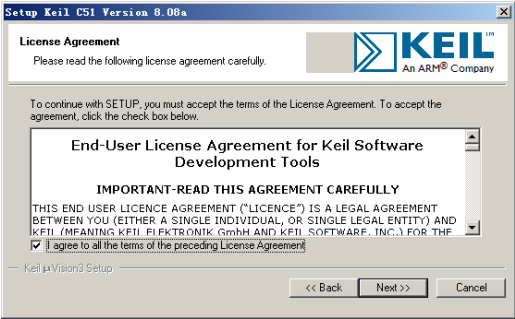 Setup Keil C51 Version 8.08a
License Agreement
Please read the following license agreement carefully.
KEIL™
An ARM® Company
To continue with SETUP, you must accept the terms of the License Agreement. To accept the
agreement, click the check box below.
End-User License Agreement for Keil Software
Development Tools
IMPORTANT-READ THIS AGREEMENT CAREFULLY
THIS END USER LICENCE AGREEMENT ("LICENCE") IS A LEGAL AGREEMENT
BETWEEN YOU (EITHER A SINGLE INDIVIDUAL, OR SINGLE LEGAL ENTITY) AND
KEIL (MEANING KEIL ELEKTRONIK GmbH AND KEIL SOFTWARE, INC.) FOR THE
I agree to all the terms of the preceding License Agreement
Keil µVision3 Setup
<< Back
Next >>
Cancel